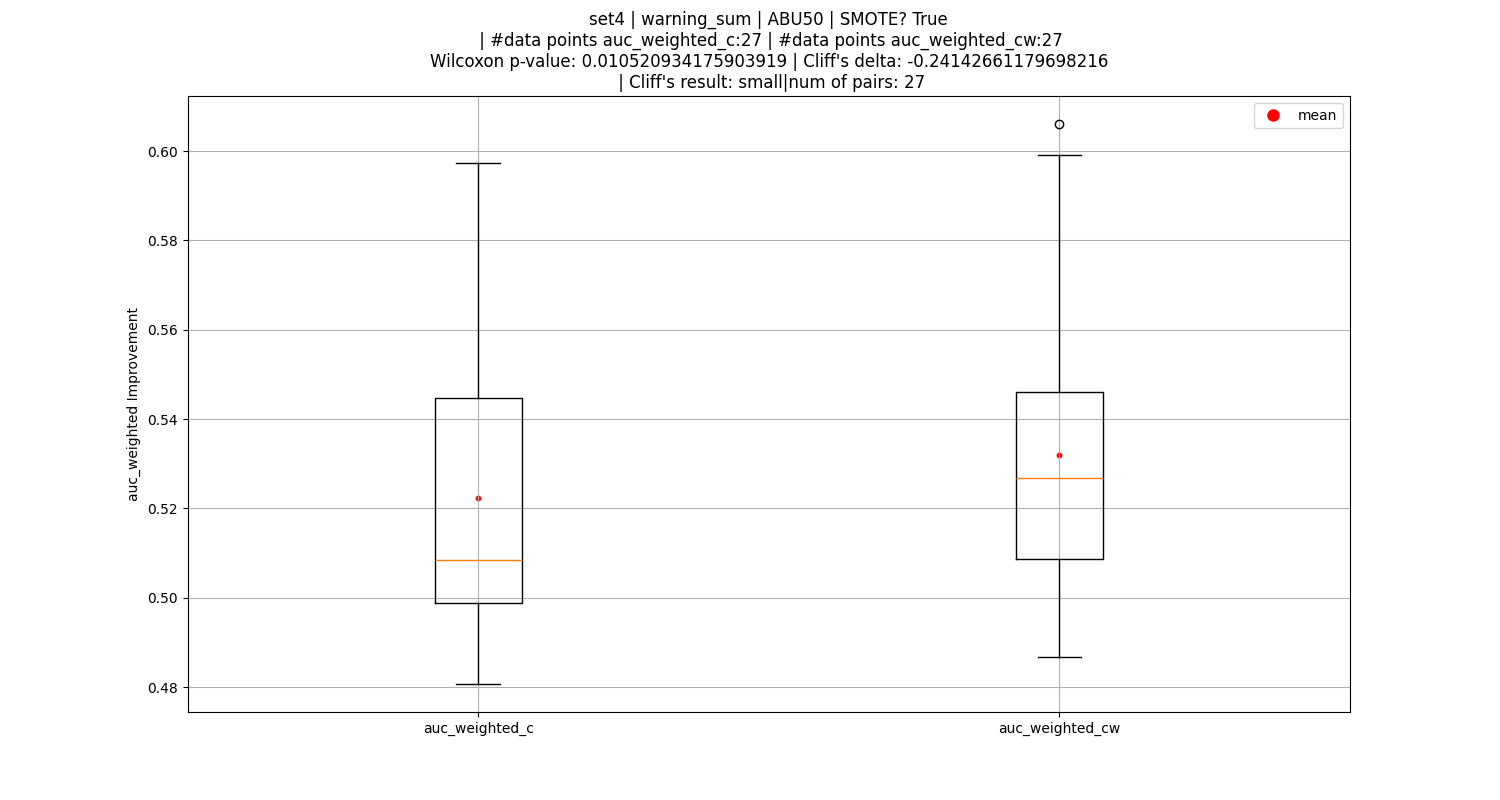 set4 | warning_sum | ABU50 | SMOTE? True
| #data points auc_weighted_c:27 | #data points auc_weighted_cw:27
Wilcoxon p-value: 0.010520934175903919 | Cliff's delta: -0.24142661179698216
| Cliff's result: small|num of pairs: 27
mean
0.60
0.58
0.56
0.54
0.52
0.50
0.48
auc_weighted Improvement
auc_weighted_c
auc_weighted_cw